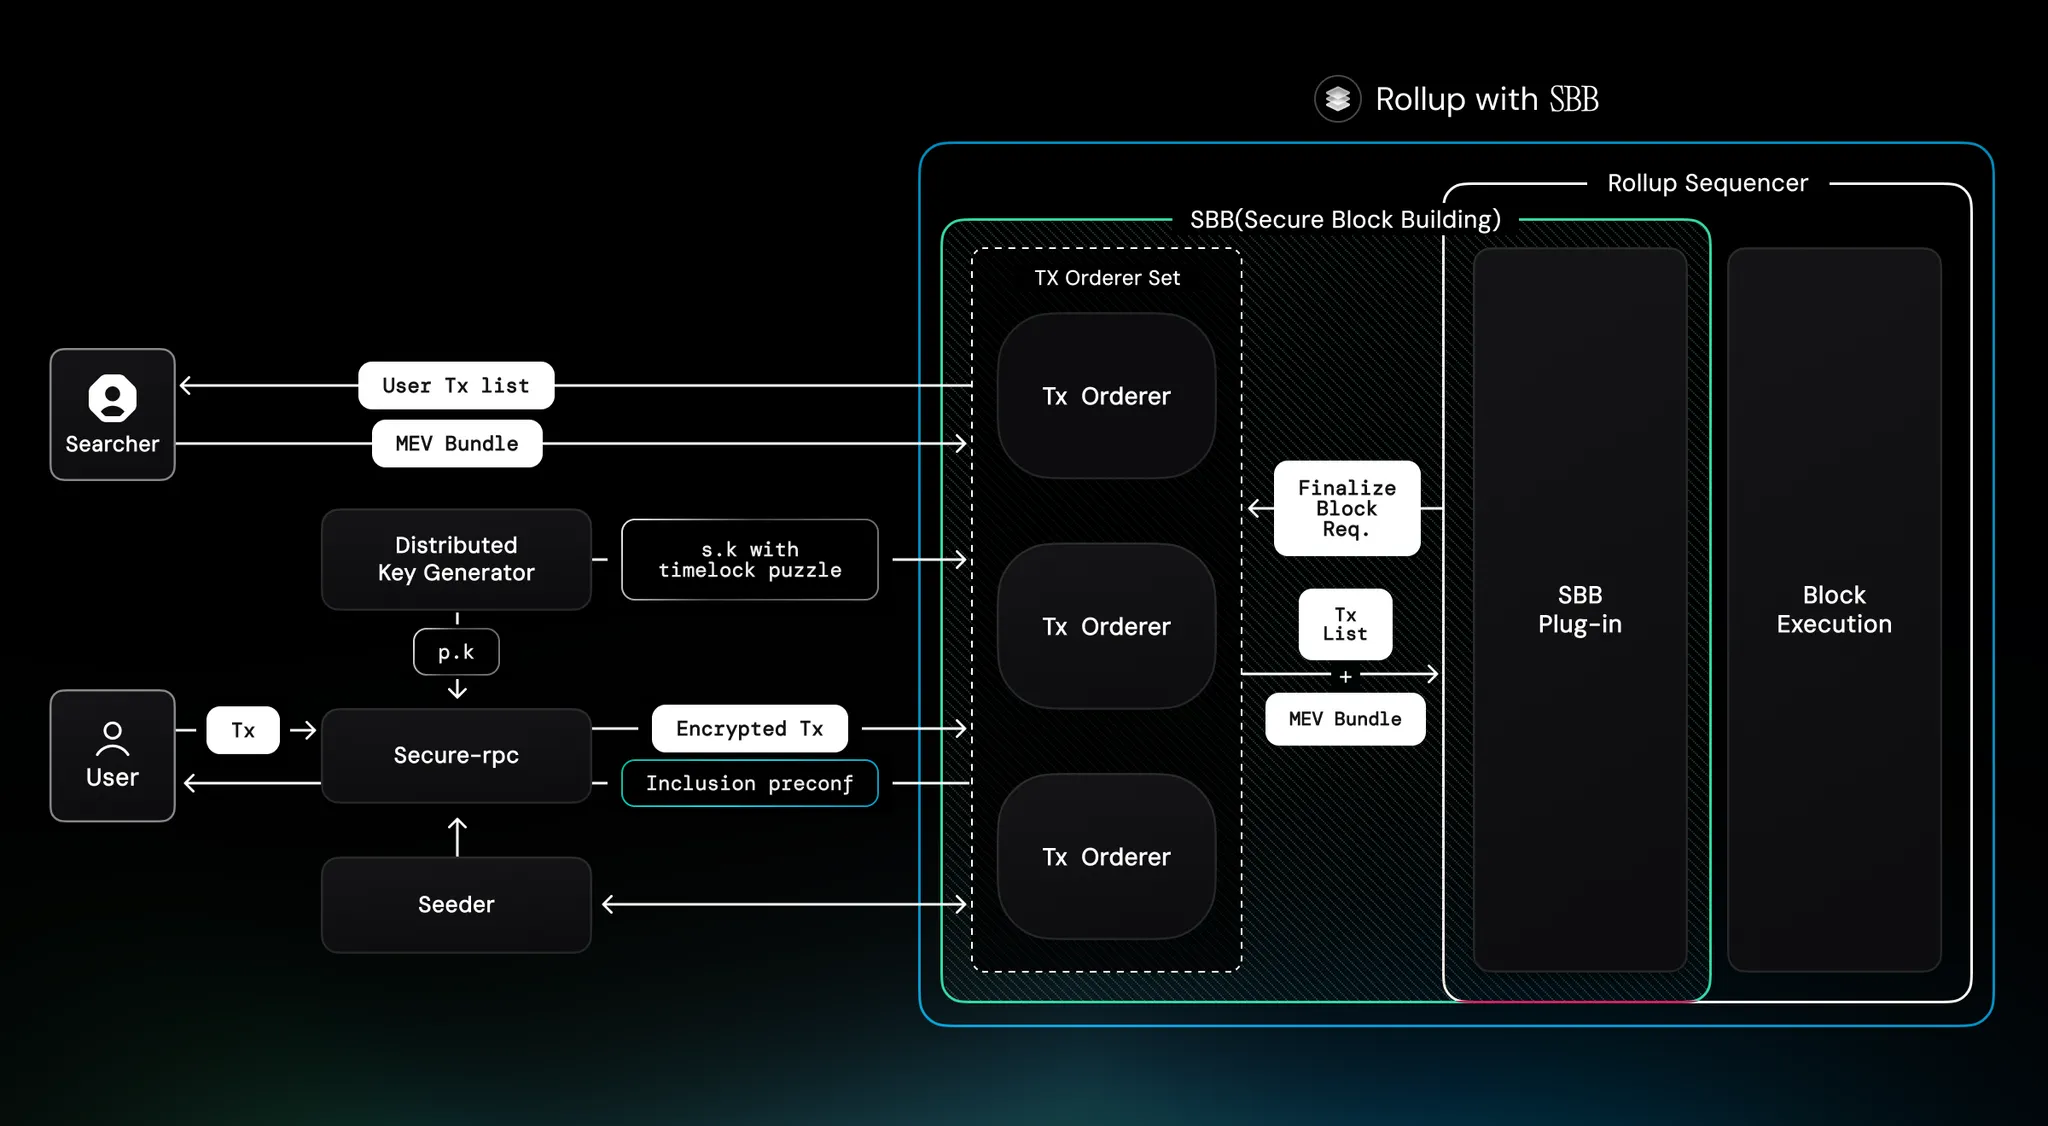 Rollup with SBB
Rollup Sequencer
SBB(Secure Block Building)
TX Orderer Set
Tx Orderer
Tx Orderer
Tx Orderer
Searcher
User Tx list
MEV Bundle
Distributed
Key Generator
s.k with
timelock puzzle
p.k
User
Tx
Secure-rpc
Encrypted Tx
Inclusion preconf
Seeder
Finalize
Block
Req.
Tx
List
+
MEV Bundle
SBB
Plug-in
Block
Execution